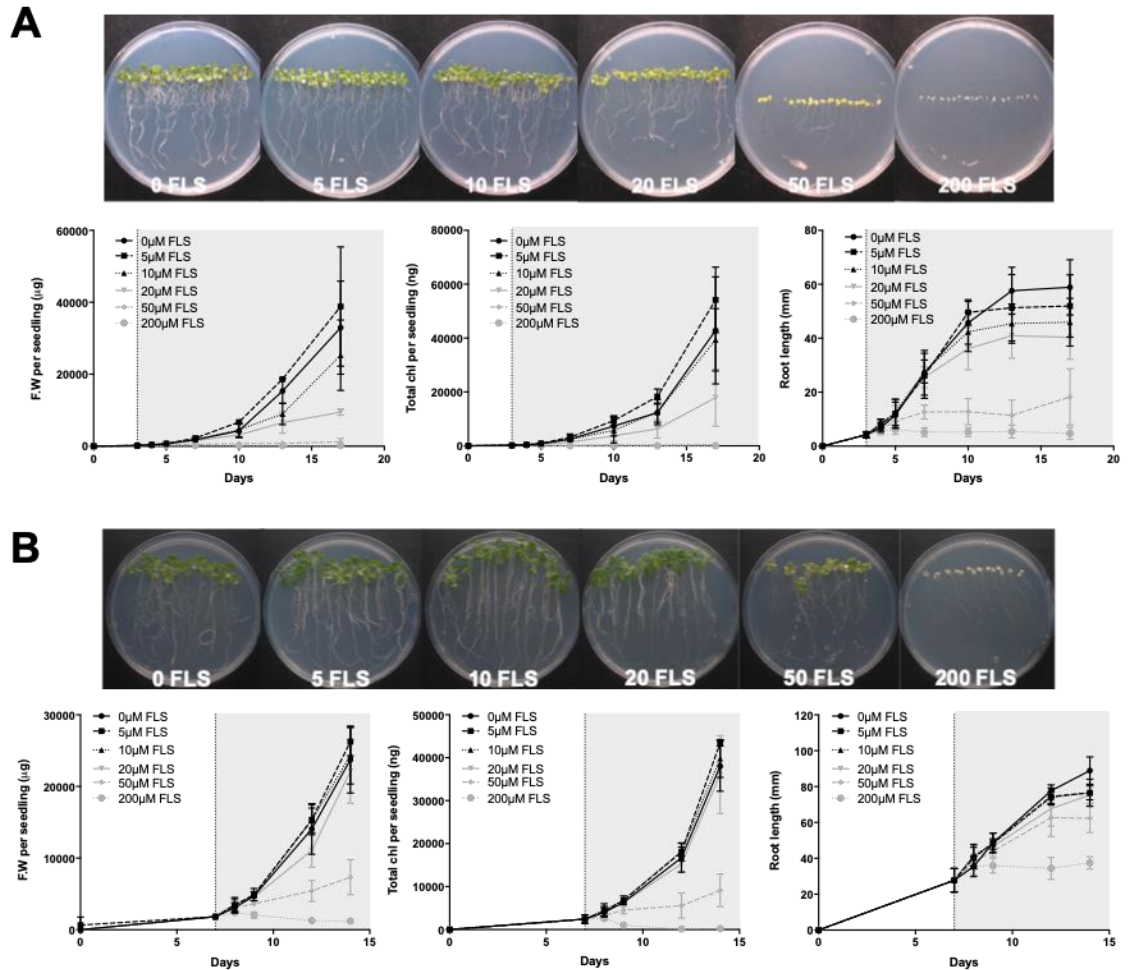 A
0 FLS 5 FLS 10 FLS 20 FLS 50 FLS 200 FLS
F.W per seedling (µg)
60000
40000
20000
0
0µM FLS
5µM FLS
10µM FLS
20µM FLS
50µM FLS
200µM FLS
0 5 10 15 20
Days
Total chl per seedling (ng)
80000
60000
40000
20000
0
0µM FLS
5µM FLS
10µM FLS
20µM FLS
50µM FLS
200µM FLS
0 5 10 15 20
Days
Root length (mm)
80
60
40
20
0
0µM FLS
5µM FLS
10µM FLS
20µM FLS
50µM FLS
200µM FLS
0 5 10 15 20
Days
B
0 FLS 5 FLS 10 FLS 20 FLS 50 FLS 200 FLS
F.W per seedling (µg)
30000
20000
10000
0
0µM FLS
5µM FLS
10µM FLS
20µM FLS
50µM FLS
200µM FLS
0 5 10 15
Days
Total chl per seedling (ng)
50000
40000
30000
20000
10000
0
0µM FLS
5µM FLS
10µM FLS
20µM FLS
50µM FLS
200µM FLS
0 5 10 15
Days
Root length (mm)
120
100
80
60
40
20
0
0µM FLS
5µM FLS
10µM FLS
20µM FLS
50µM FLS
200µM FLS
0 5 10 15
Days